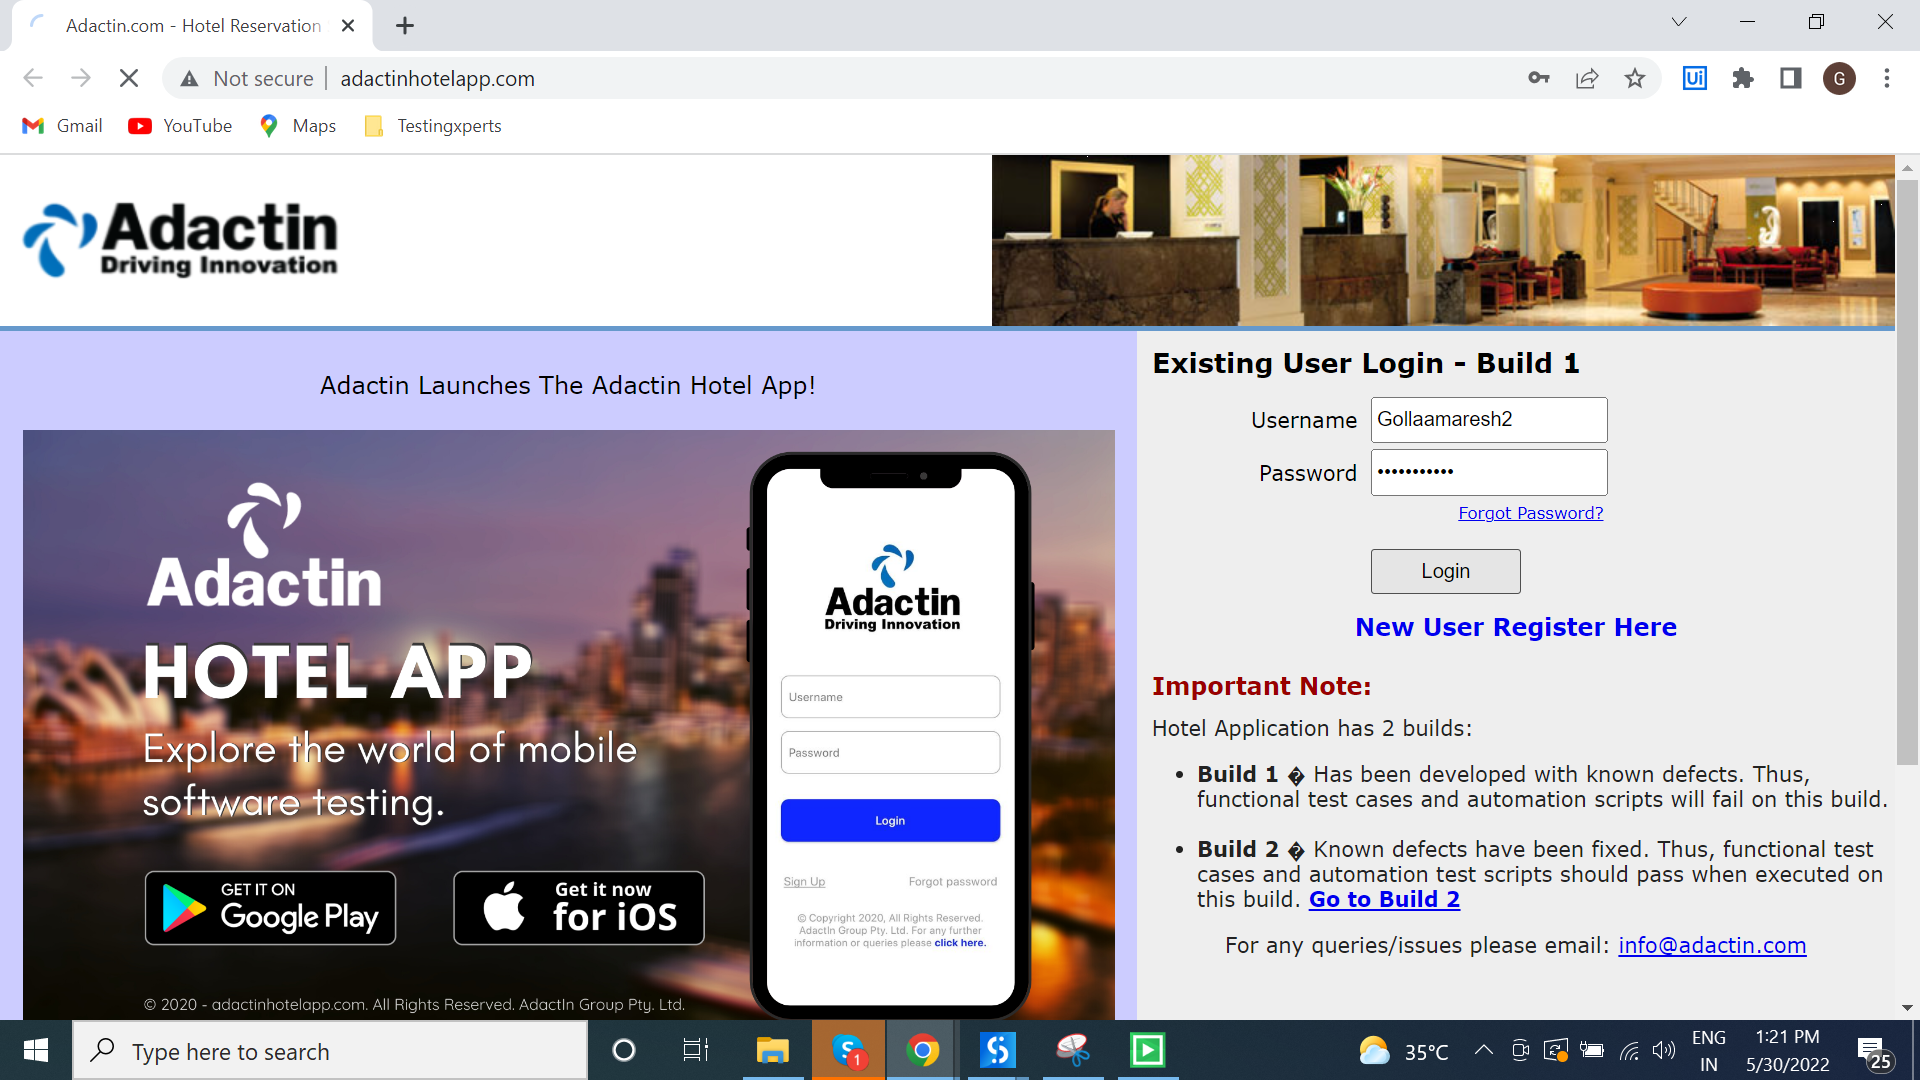 Adactin.com - Hotel Reservation
Not secure | adactinhotelapp.com
Ui
G
Gmail
YouTube
Maps
Testingxperts
Adactin
Driving Innovation
Adactin Launches The Adactin Hotel App!
Adactin
HOTEL APP
Explore the world of mobile
software testing.
GET IT ON
Google Play
Get it now
for iOS
© 2020 - adactinhotelapp.com. All Rights Reserved. AdactIn Group Pty. Ltd.
Adactin
Driving Innovation
Username
Password
Login
Sign Up
Forgot password
© Copyright 2020, All Rights Reserved.
AdactIn Group Pty. Ltd. For any further
information or queries please click here.
Existing User Login - Build 1
Username
Gollaamaresh2
Password
•••••••••••
Forgot Password?
Login
New User Register Here
Important Note:
Hotel Application has 2 builds:
• Build 1 � Has been developed with known defects. Thus,
functional test cases and automation scripts will fail on this build.
• Build 2 � Known defects have been fixed. Thus, functional test
cases and automation test scripts should pass when executed on
this build. Go to Build 2
For any queries/issues please email: info@adactin.com
Type here to search
S
1
35°C
ENG
IN
1:21 PM
5/30/2022
25